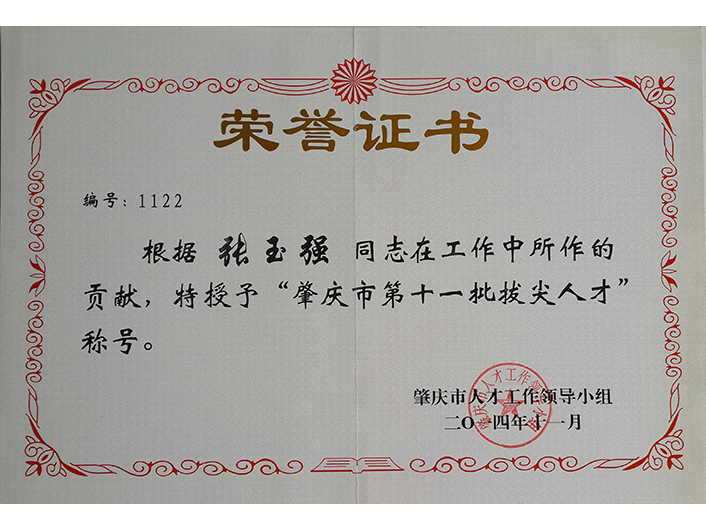 荣誉证书
编号：1122
根据 张玉强 同志在工作中所作的
贡献，特授予“肇庆市第十一批拔尖人才”
称号。
肇庆市人才工作领导小组
二〇一四年十一月